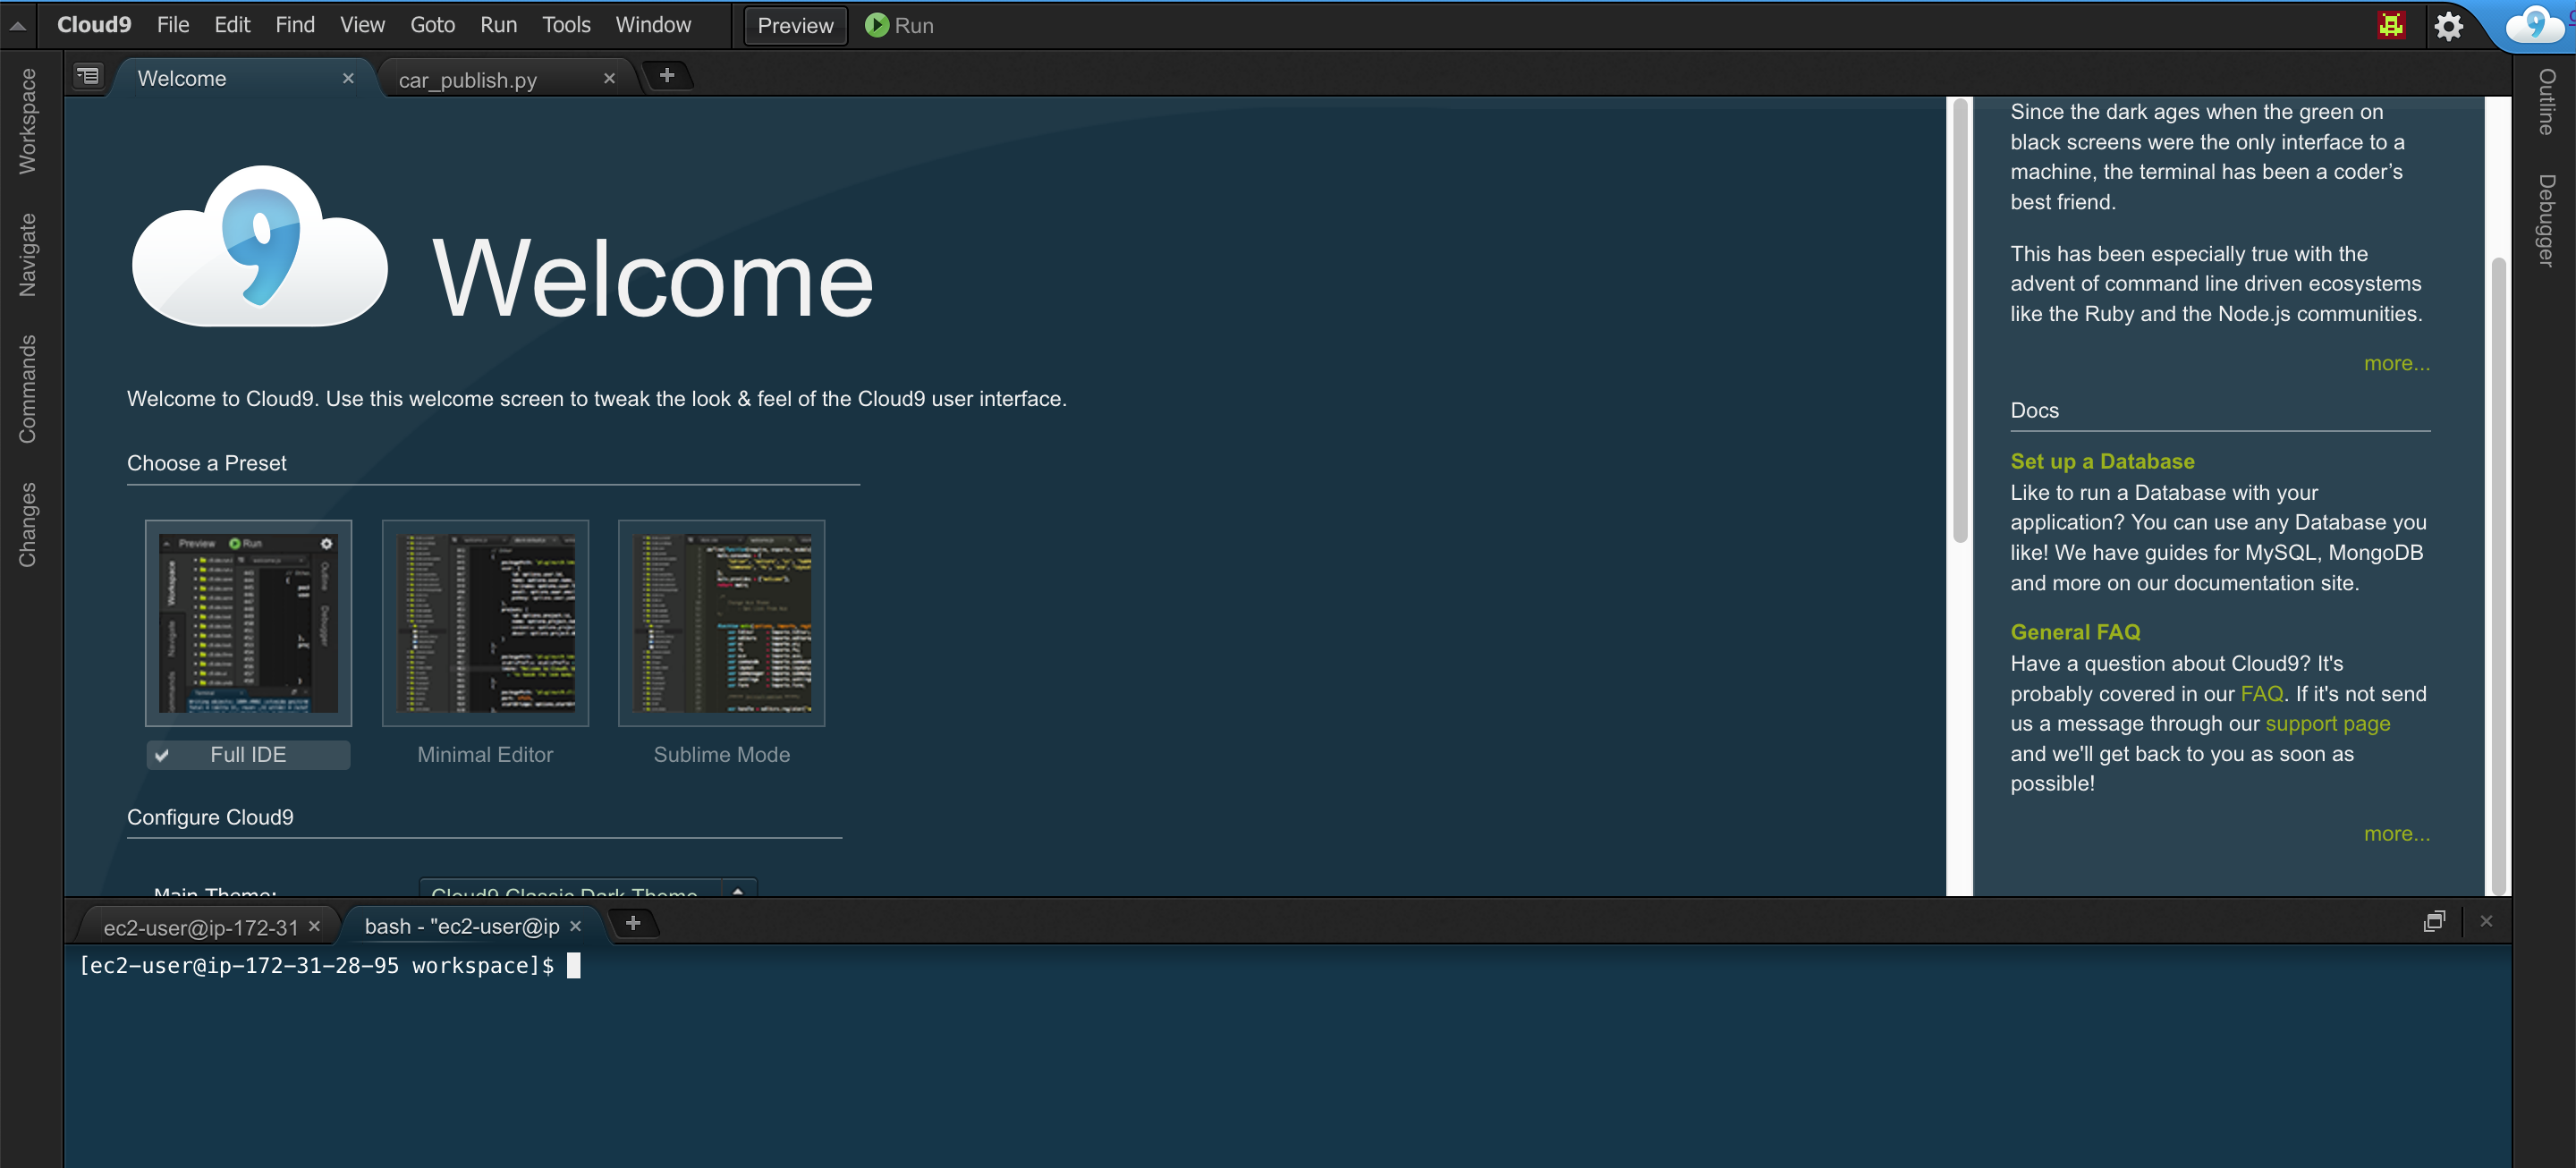 Cloud9 File Edit Find View Goto Run Tools Window Preview Run
Workspace
Navigate
Commands
Changes
Welcome
car_publish.py
Outline
Debugger
9
Welcome
Welcome to Cloud9. Use this welcome screen to tweak the look & feel of the Cloud9 user interface.
Choose a Preset
Preview Run
Workspace
Navigate
Outline
Debugger
Full IDE
Minimal Editor
Sublime Mode
Configure Cloud9
Main Theme:
Cloud9 Classic Dark Theme
Since the dark ages when the green on
black screens were the only interface to a
machine, the terminal has been a coder’s
best friend.
This has been especially true with the
advent of command line driven ecosystems
like the Ruby and the Node.js communities.
more...
Docs
Set up a Database
Like to run a Database with your
application? You can use any Database you
like! We have guides for MySQL, MongoDB
and more on our documentation site.
General FAQ
Have a question about Cloud9? It's
probably covered in our FAQ. If it's not send
us a message through our support page
and we'll get back to you as soon as
possible!
more...
ec2-user@ip-172-31
bash - "ec2-user@ip
[ec2-user@ip-172-31-28-95 workspace]$